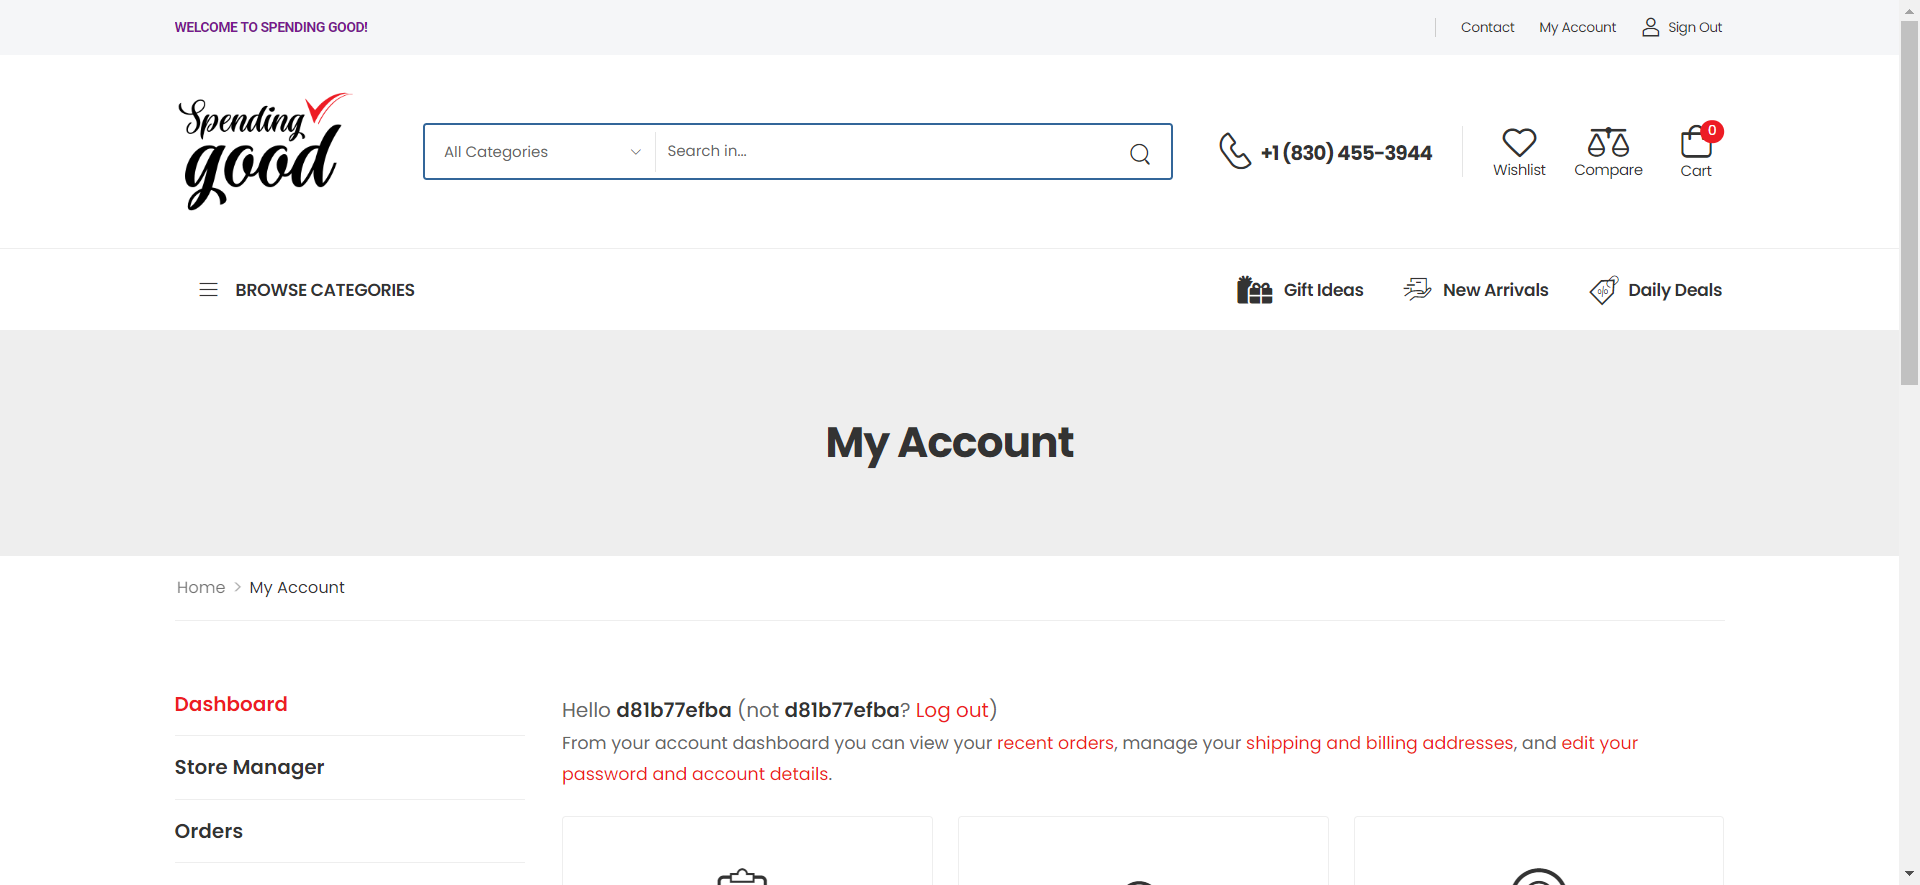 WELCOME TO SPENDING GOOD!
Contact My Account Sign Out
Spending
good
All Categories Search in...
+1 (830) 455-3944
Wishlist Compare Cart 0
BROWSE CATEGORIES
Gift Ideas New Arrivals Daily Deals
My Account
Home > My Account
Dashboard
Store Manager
Orders
Hello d81b77efba (not d81b77efba? Log out)
From your account dashboard you can view your recent orders, manage your shipping and billing addresses, and edit your
password and account details.